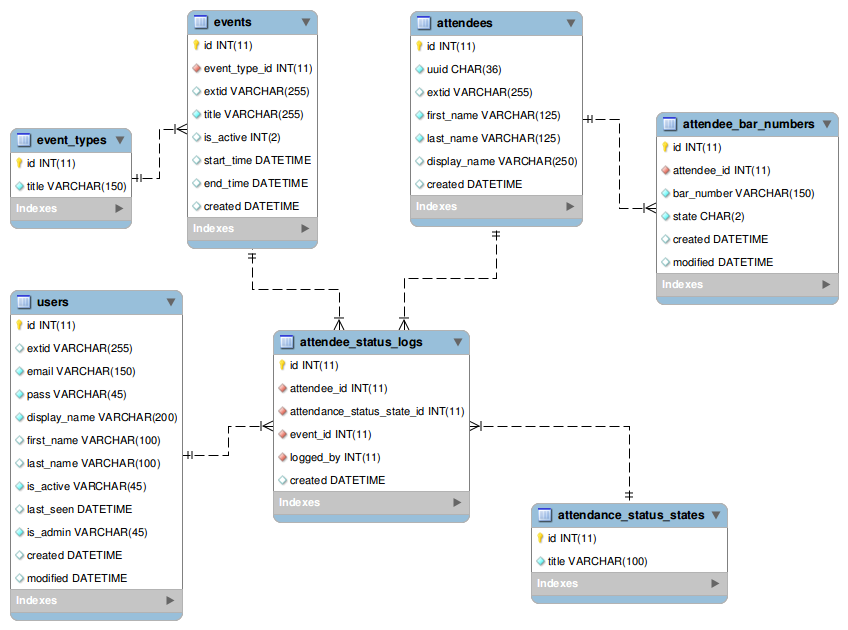 events
id INT(11)
event_type_id INT(11)
extid VARCHAR(255)
title VARCHAR(255)
is_active INT(2)
start_time DATETIME
end_time DATETIME
created DATETIME
Indexes
attendees
id INT(11)
uuid CHAR(36)
extid VARCHAR(255)
first_name VARCHAR(125)
last_name VARCHAR(125)
display_name VARCHAR(250)
created DATETIME
Indexes
event_types
id INT(11)
title VARCHAR(150)
Indexes
attendee_bar_numbers
id INT(11)
attendee_id INT(11)
bar_number VARCHAR(150)
state CHAR(2)
created DATETIME
modified DATETIME
Indexes
users
id INT(11)
extid VARCHAR(255)
email VARCHAR(150)
pass VARCHAR(45)
display_name VARCHAR(200)
first_name VARCHAR(100)
last_name VARCHAR(100)
is_active VARCHAR(45)
last_seen DATETIME
is_admin VARCHAR(45)
created DATETIME
modified DATETIME
Indexes
attendee_status_logs
id INT(11)
attendee_id INT(11)
attendance_status_state_id INT(11)
event_id INT(11)
logged_by INT(11)
created DATETIME
Indexes
attendance_status_states
id INT(11)
title VARCHAR(100)
Indexes